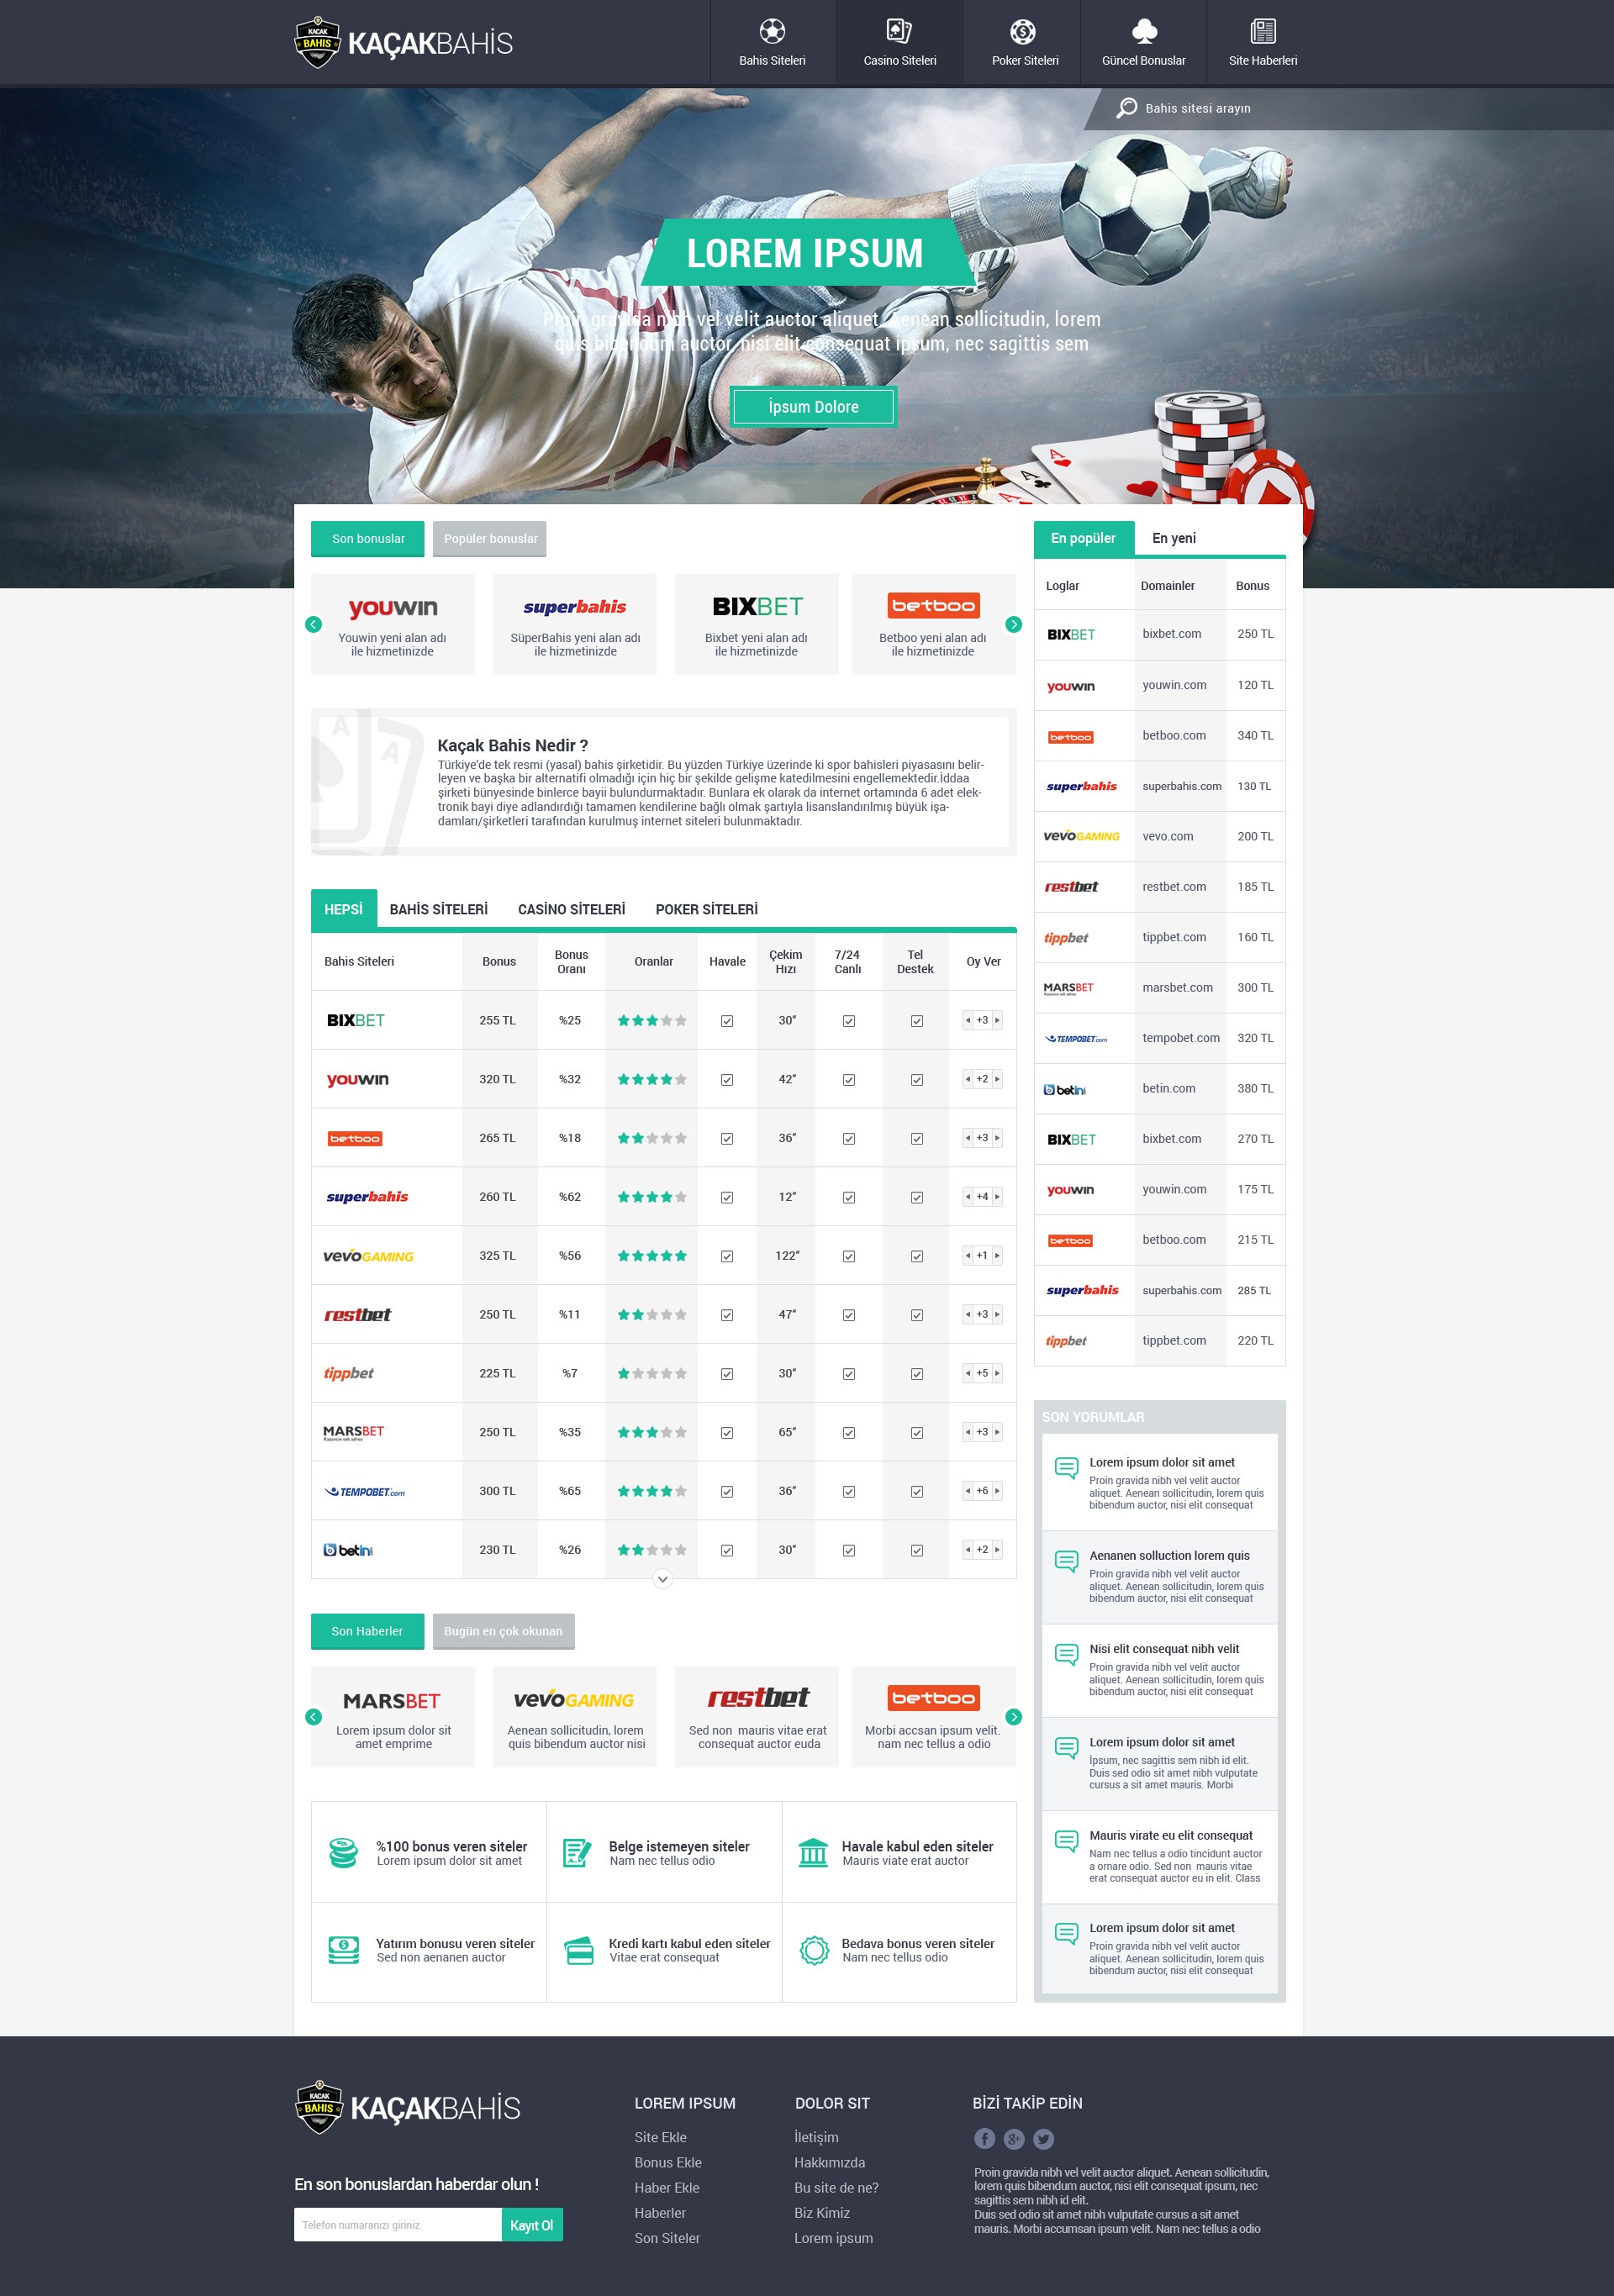 KAÇAK
BAHIS
KAÇAKBAHİS
Bahis Siteleri
Casino Siteleri
Poker Siteleri
Güncel Bonuslar
Site Haberleri
Bahis sitesi arayın
LOREM IPSUM
Proin gravida nibh vel velit auctor aliquet. Aenean sollicitudin, lorem
quis bibendum auctor, nisi elit consequat ipsum, nec sagittis sem
İpsum Dolore
Son bonuslar
Popüler bonuslar
youwin
Youwin yeni alan adı
ile hizmetinizde
superbahis
SüperBahis yeni alan adı
ile hizmetinizde
BIXBET
Bixbet yeni alan adı
ile hizmetinizde
betboo
Betboo yeni alan adı
ile hizmetinizde
Kaçak Bahis Nedir ?
Türkiye'de tek resmi (yasal) bahis şirketidir. Bu yüzden Türkiye üzerinde ki spor bahisleri piyasasını belir-
leyen ve başka bir alternatifi olmadığı için hiç bir şekilde gelişme katedilmesini engellemektedir.İddaa
şirketi bünyesinde binlerce bayii bulundurmaktadır. Bunlara ek olarak da internet ortamında 6 adet elek-
tronik bayi diye adlandırdığı tamamen kendilerine bağlı olmak şartıyla lisanslandırılmış büyük işa-
damları/şirketleri tarafından kurulmuş internet siteleri bulunmaktadır.
HEPSİ BAHİS SİTELERİ CASİNO SİTELERİ POKER SİTELERİ
Bahis Siteleri Bonus Bonus Oranı Oranlar Havale Çekim Hızı 7/24 Canlı Tel Destek Oy Ver
BIXBET 255 TL %25 30“ +3
youwin 320 TL %32 42“ +2
betboo 265 TL %18 36“ +3
superbahis 260 TL %62 12“ +4
vevoGAMING 325 TL %56 122“ +1
restbet 250 TL %11 47“ +3
tippbet 225 TL %7 30“ +5
MARSBET 250 TL %35 65“ +3
TEMPOBET.com 300 TL %65 36“ +6
betini 230 TL %26 30“ +2
Son Haberler
Bugün en çok okunan
MARSBET
Lorem ipsum dolor sit
amet emprime
vevoGAMING
Aenean sollicitudin, lorem
quis bibendum auctor nisi
restbet
Sed non mauris vitae erat
consequat auctor euda
betboo
Morbi accsan ipsum velit.
nam nec tellus a odio
%100 bonus veren siteler
Lorem ipsum dolor sit amet
Belge istemeyen siteler
Nam nec tellus odio
Havale kabul eden siteler
Mauris viate erat auctor
Yatırım bonusu veren siteler
Sed non aenanen auctor
Kredi kartı kabul eden siteler
Vitae erat consequat
Bedava bonus veren siteler
Nam nec tellus odio
En popüler En yeni
Loglar Domainler Bonus
BIXBET bixbet.com 250 TL
youwin youwin.com 120 TL
betboo betboo.com 340 TL
superbahis superbahis.com 130 TL
vevoGAMING vevo.com 200 TL
restbet restbet.com 185 TL
tippbet tippbet.com 160 TL
MARSBET marsbet.com 300 TL
TEMPOBET.com tempobet.com 320 TL
betini betin.com 380 TL
BIXBET bixbet.com 270 TL
youwin youwin.com 175 TL
betboo betboo.com 215 TL
superbahis superbahis.com 285 TL
tippbet tippbet.com 220 TL
SON YORUMLAR
Lorem ipsum dolor sit amet
Proin gravida nibh vel velit auctor
aliquet. Aenean sollicitudin, lorem quis
bibendum auctor, nisi elit consequat
Aenanen solluction lorem quis
Proin gravida nibh vel velit auctor
aliquet. Aenean sollicitudin, lorem quis
bibendum auctor, nisi elit consequat
Nisi elit consequat nibh velit
Proin gravida nibh vel velit auctor
aliquet. Aenean sollicitudin, lorem quis
bibendum auctor, nisi elit consequat
Lorem ipsum dolor sit amet
İpsum, nec sagittis sem nibh id elit.
Duis sed odio sit amet nibh vulputate
cursus a sit amet mauris. Morbi
Mauris virate eu elit consequat
Nam nec tellus a odio tincidunt auctor
a ornare odio. Sed non mauris vitae
erat consequat auctor eu in elit. Class
Lorem ipsum dolor sit amet
Proin gravida nibh vel velit auctor
aliquet. Aenean sollicitudin, lorem quis
bibendum auctor, nisi elit consequat
KAÇAK
BAHIS
KAÇAKBAHİS
En son bonuslardan haberdar olun !
Telefon numaranızı giriniz
Kayıt Ol
LOREM IPSUM
Site Ekle
Bonus Ekle
Haber Ekle
Haberler
Son Siteler
DOLOR SIT
İletişim
Hakkımızda
Bu site de ne?
Biz Kimiz
Lorem ipsum
BİZİ TAKİP EDİN
Proin gravida nibh vel velit auctor aliquet. Aenean sollicitudin,
lorem quis bibendum auctor, nisi elit consequat ipsum, nec
sagittis sem nibh id elit.
Duis sed odio sit amet nibh vulputate cursus a sit amet
mauris. Morbi accumsan ipsum velit. Nam nec tellus a odio